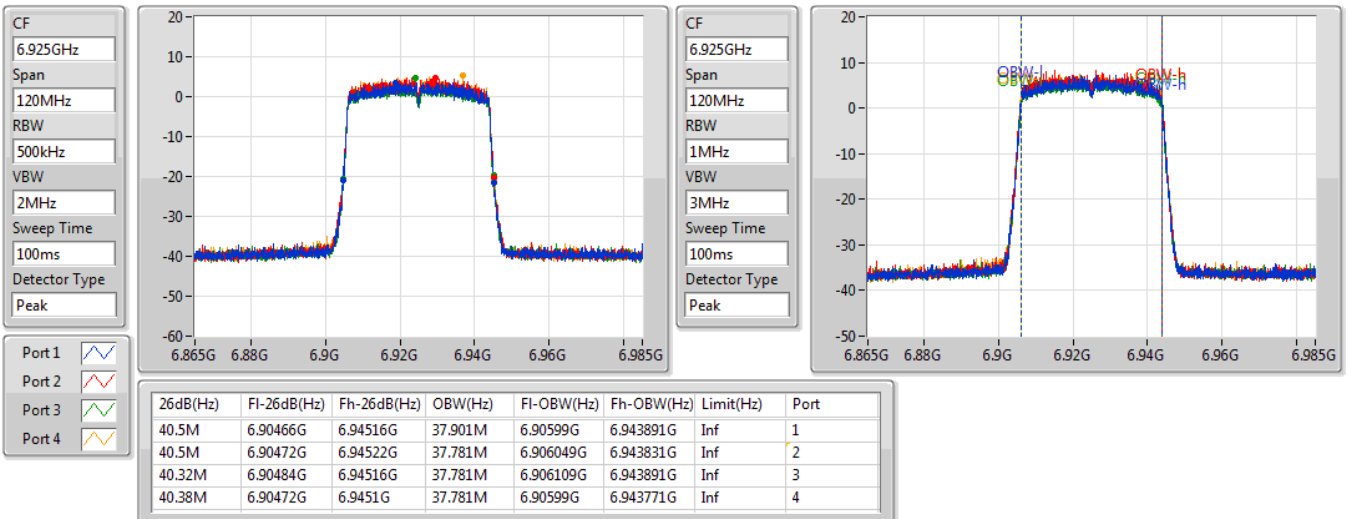 CF
6.925GHz
Span
120MHz
RBW
500kHz
VBW
2MHz
Sweep Time
100ms
Detector Type
Peak
20
10
0
-10
-20
-30
-40
-50
-60
6.865G 6.88G 6.9G 6.92G 6.94G 6.96G 6.985G
CF
6.925GHz
Span
120MHz
RBW
1MHz
VBW
3MHz
Sweep Time
100ms
Detector Type
Peak
20
10
0
-10
-20
-30
-40
-50
OBW-l OBW-h
6.865G 6.88G 6.9G 6.92G 6.94G 6.96G 6.985G
Port 1
Port 2
Port 3
Port 4
26dB(Hz) Fl-26dB(Hz) Fh-26dB(Hz) OBW(Hz) Fl-OBW(Hz) Fh-OBW(Hz) Limit(Hz) Port
40.5M 6.90466G 6.94516G 37.901M 6.90599G 6.943891G Inf 1
40.5M 6.90472G 6.94522G 37.781M 6.906049G 6.943831G Inf 2
40.32M 6.90484G 6.94516G 37.781M 6.906109G 6.943891G Inf 3
40.38M 6.90472G 6.9451G 37.781M 6.90599G 6.943771G Inf 4